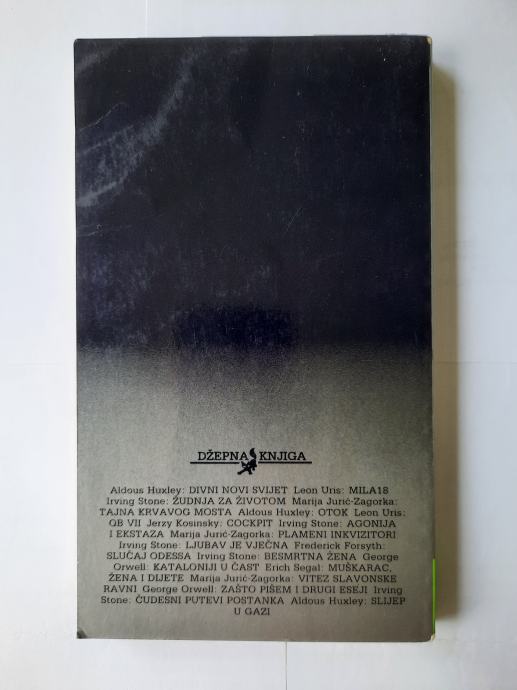 DŽEPNA KNJIGA
Aldous Huxley: DIVNI NOVI SVIJET Leon Uris: MILA18
Irving Stone: ŽUDNJA ZA ŽIVOTOM Marija Jurić-Zagorka:
TAJNA KRVAVOG MOSTA Aldous Huxley: OTOK Leon Uris:
QB VII Jerzy Kosinsky: COCKPIT Irving Stone: AGONIJA
I EKSTAZA Marija Jurić-Zagorka: PLAMENI INKVIZITORI
Irving Stone: LJUBAV JE VJEČNA Frederick Forsyth:
SLUČAJ ODESSA Irving Stone: BESMRTNA ŽENA George
Orwell: KATALONIJI U ČAST Erich Segal: MUŠKARAC,
ŽENA I DIJETE Marija Jurić-Zagorka: VITEZ SLAVONSKE
RAVNI George Orwell: ZAŠTO PIŠEM I DRUGI ESEJI Irving
Stone: ČUDESNI PUTEVI POSTANKA Aldous Huxley: SLIJEP
U GAZI